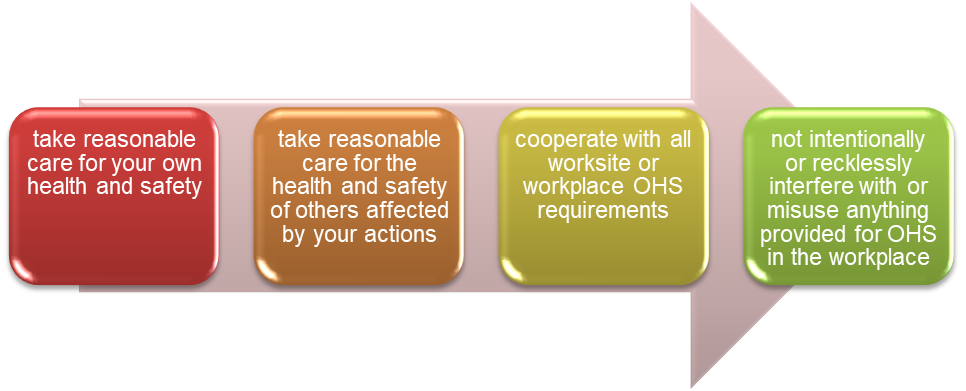 take reasonable
care for your own
health and safety
take reasonable
care for the
health and safety
of others affected
by your actions
cooperate with all
worksite or
workplace OHS
requirements
not intentionally
or recklessly
interfere with or
misuse anything
provided for OHS
in the workplace